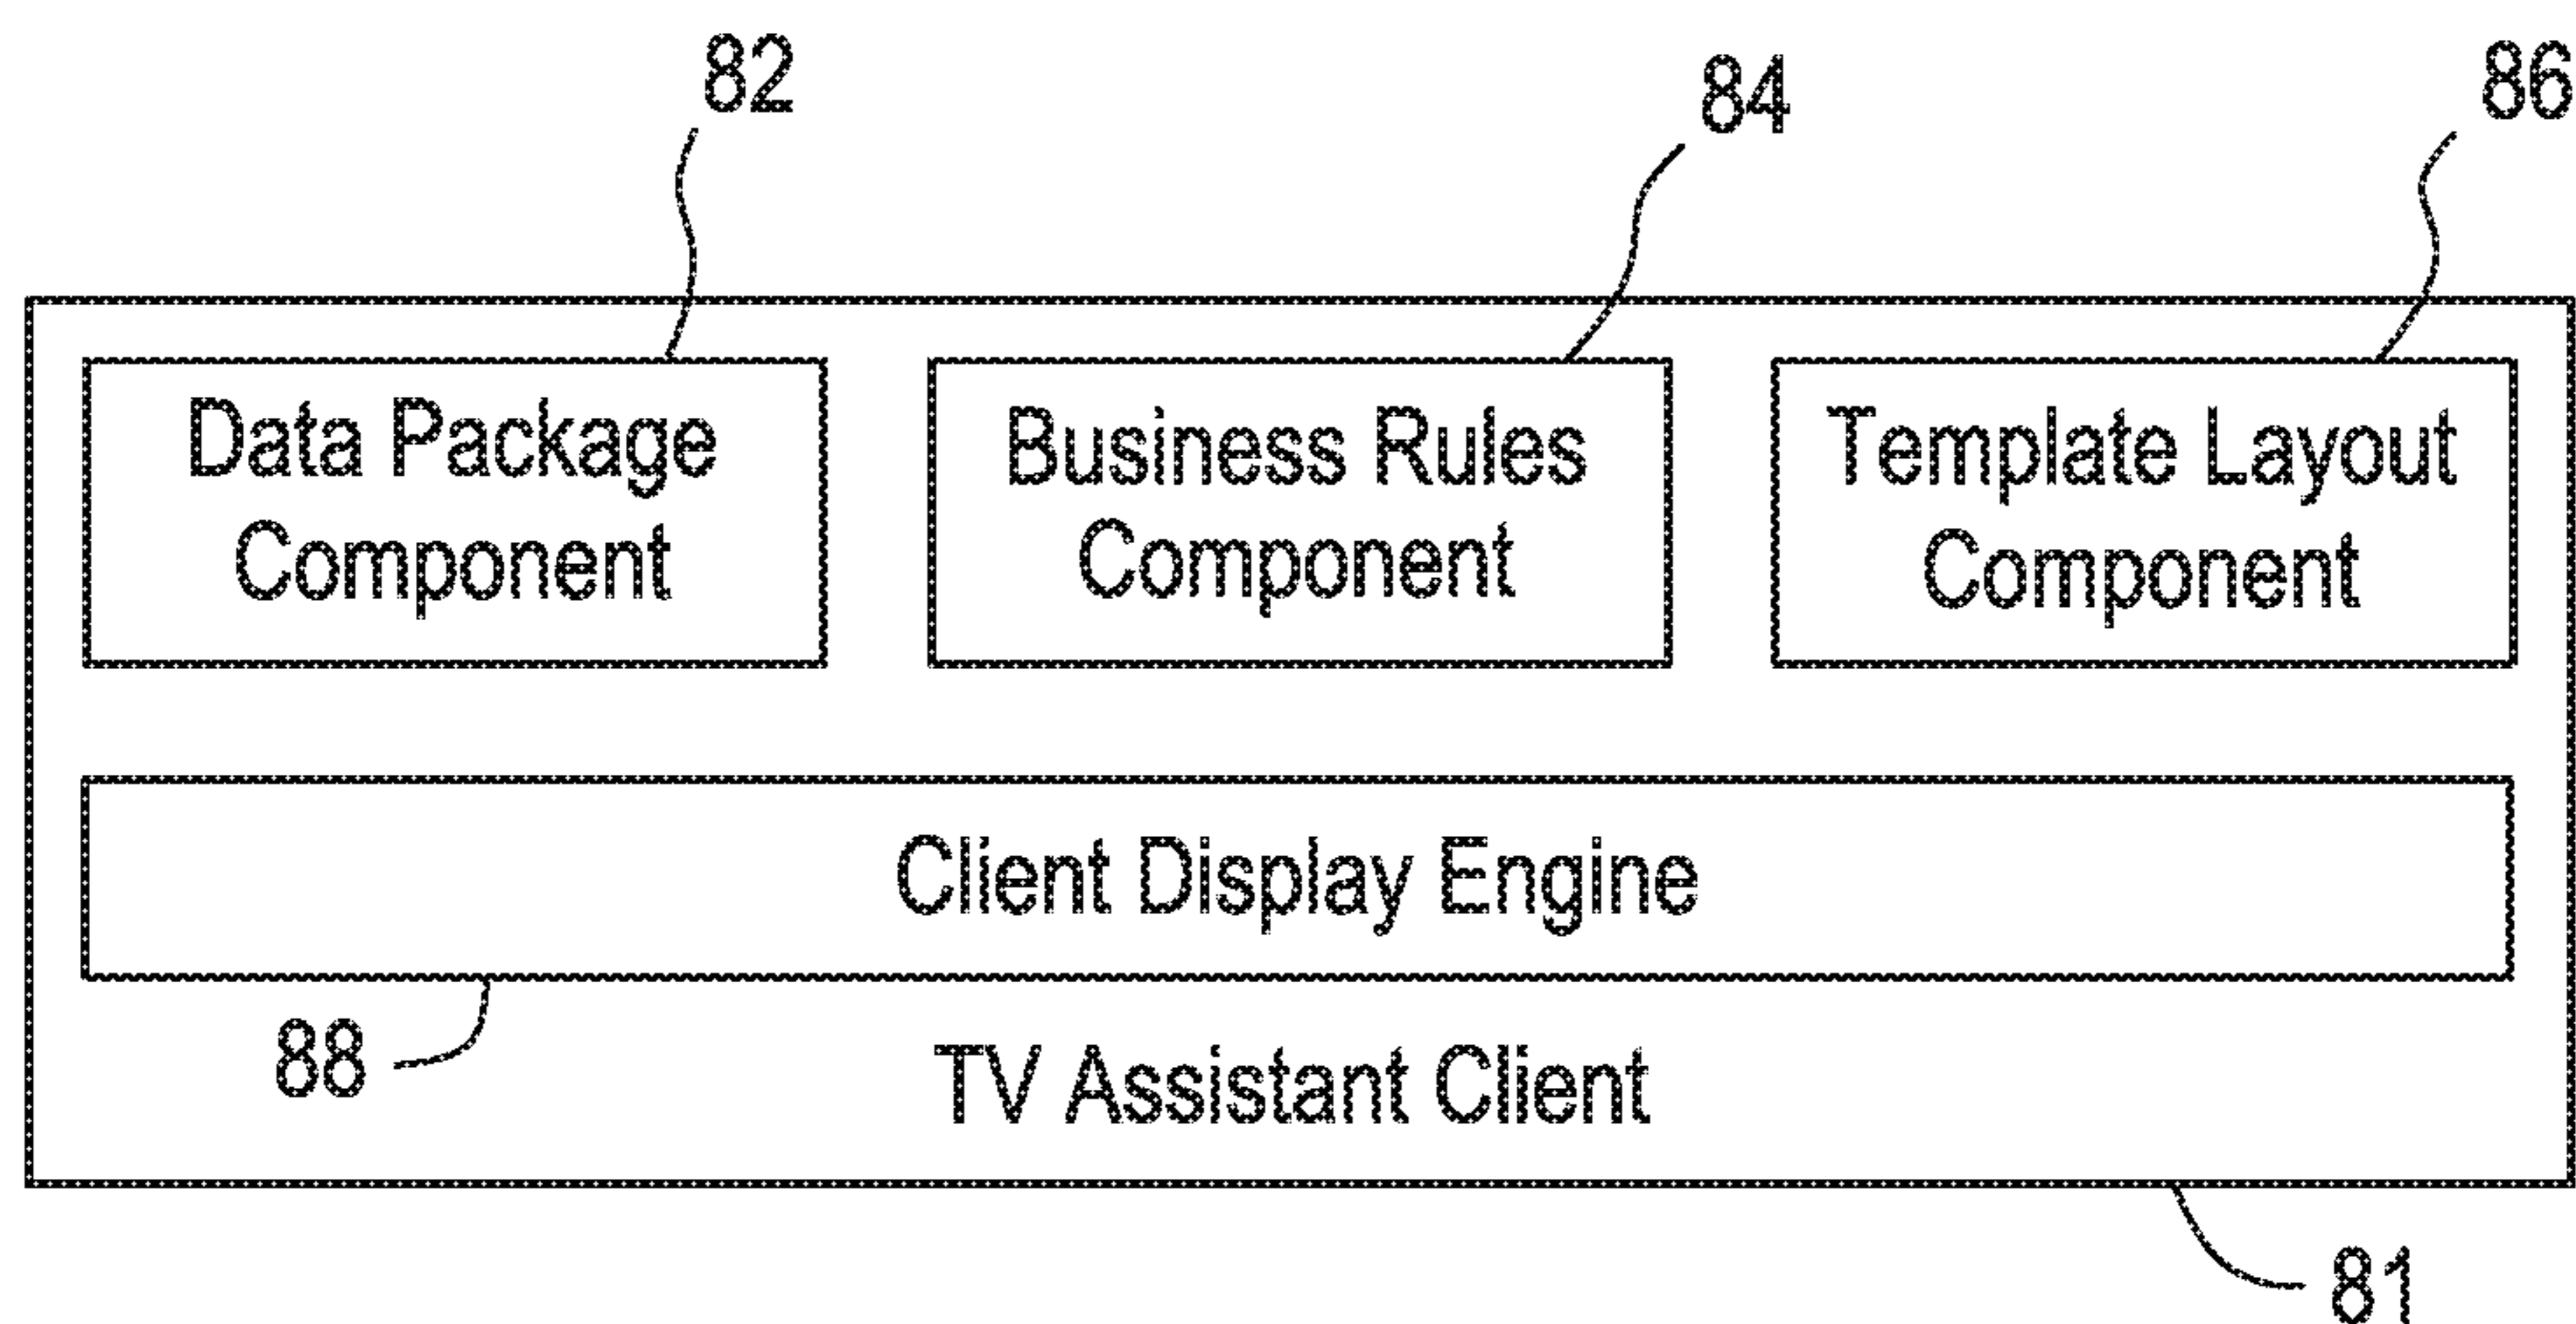 82
84
86
Data Package
Component
Business Rules
Component
Template Layout
Component
Client Display Engine
88
TV Assistant Client
81